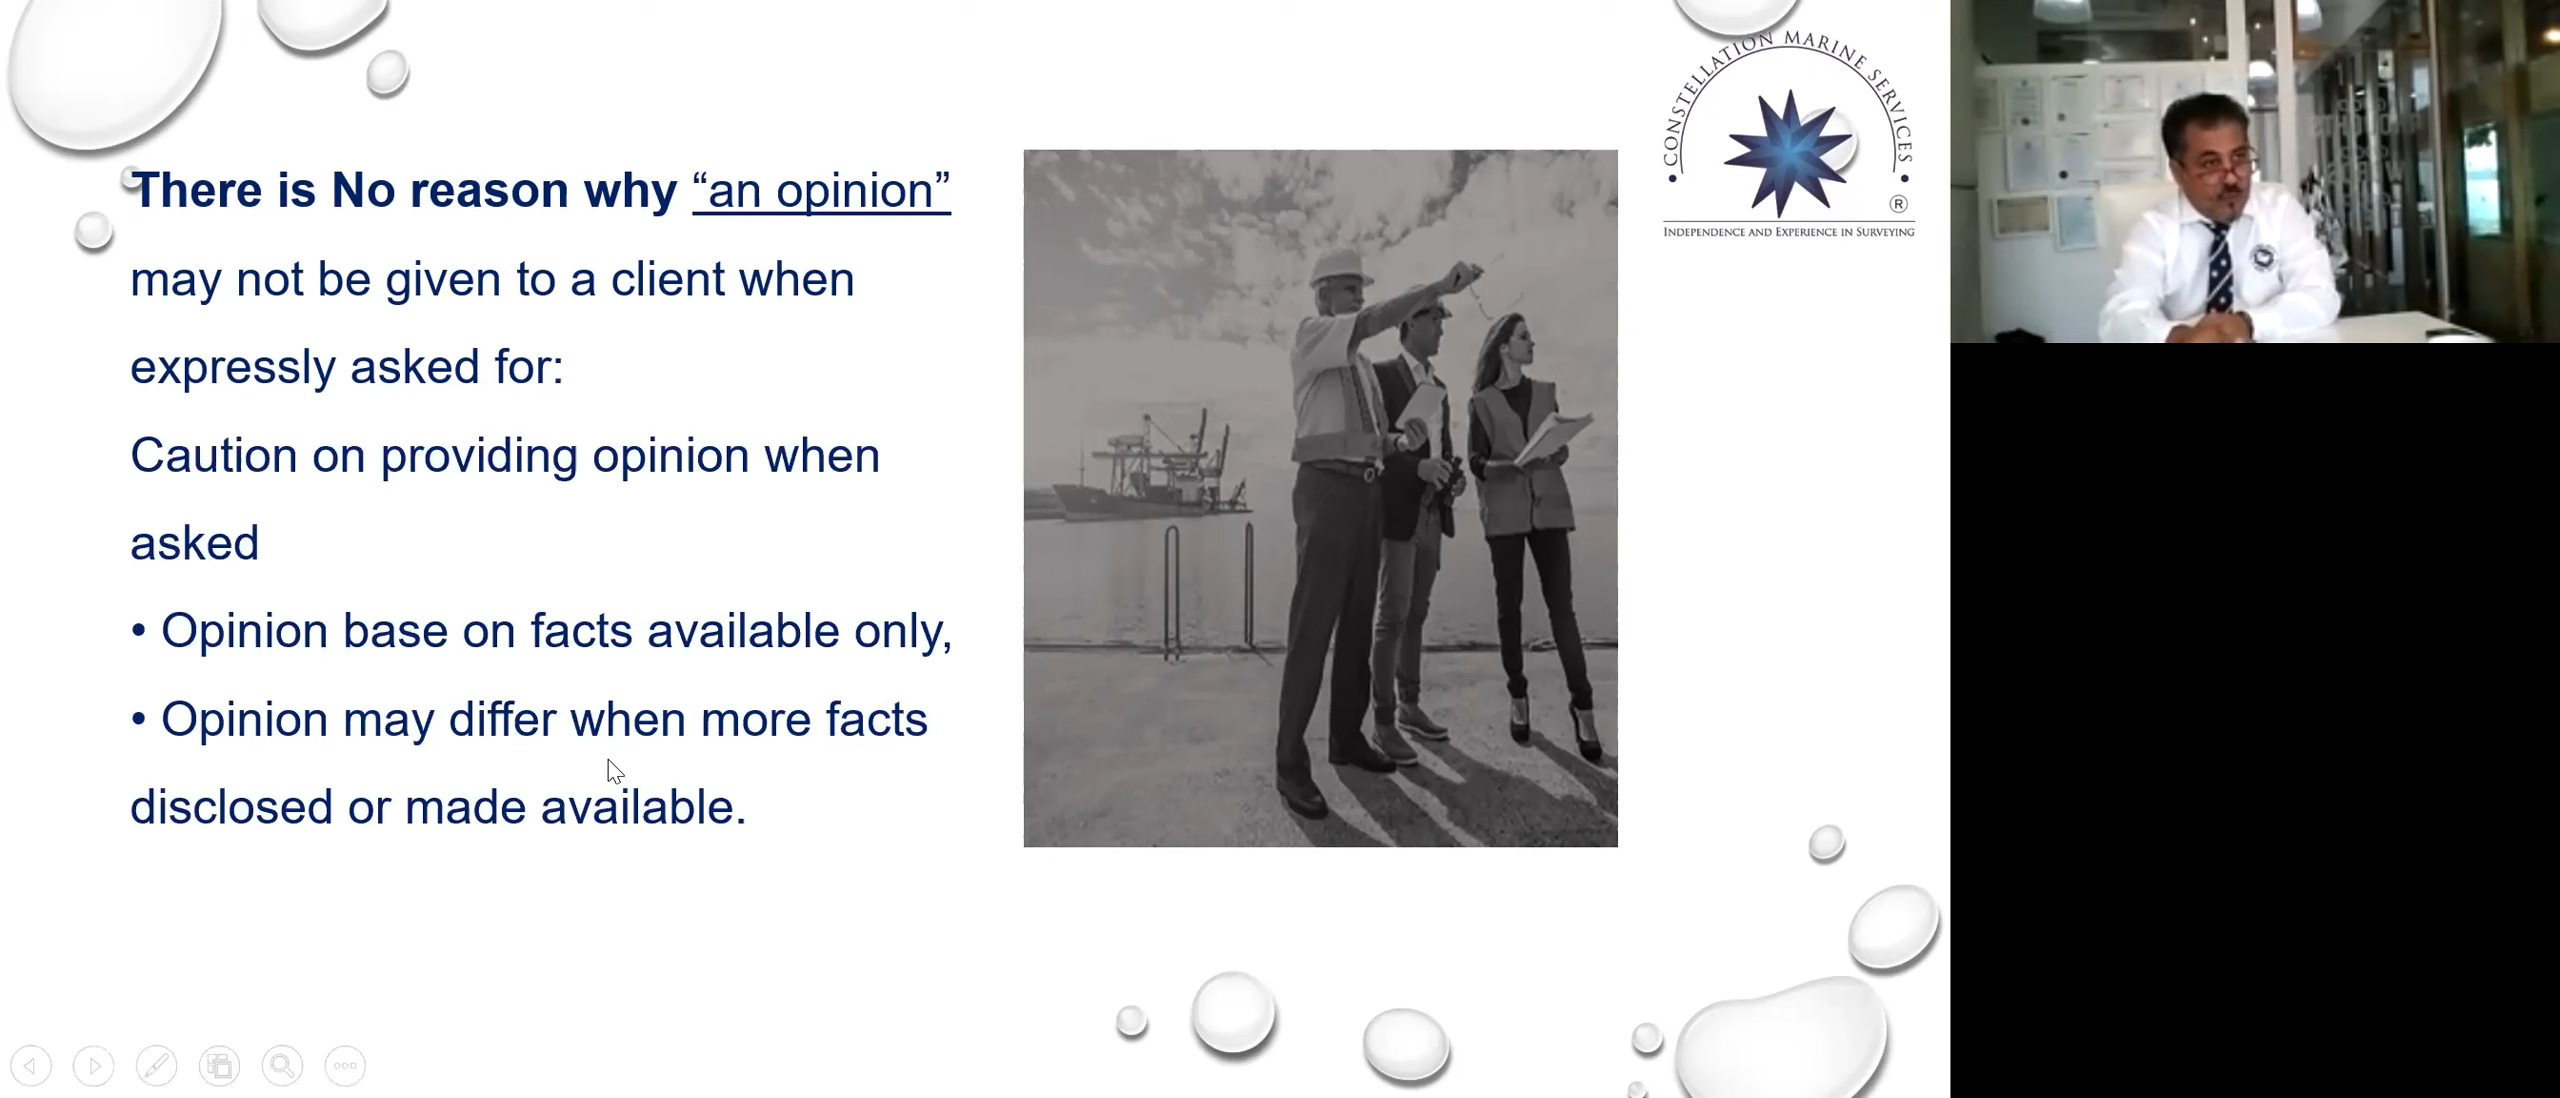 There is No reason why “an opinion”
may not be given to a client when
expressly asked for:
Caution on providing opinion when
asked
• Opinion base on facts available only,
• Opinion may differ when more facts
disclosed or made available.
• CONSTELLATION MARINE SERVICES •
®
INDEPENDENCE AND EXPERIENCE IN SURVEYING